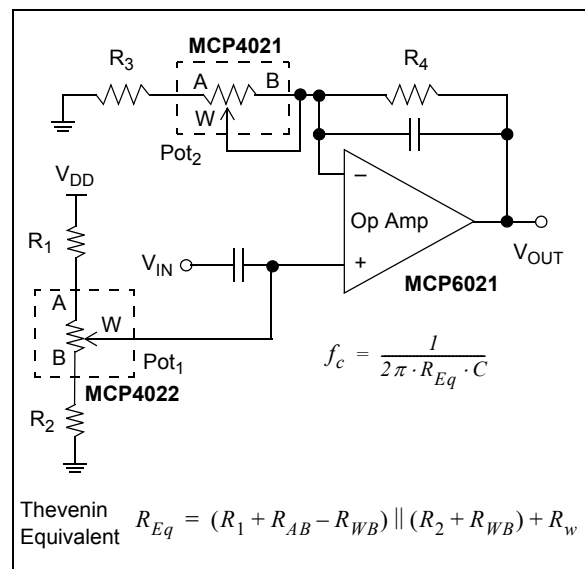 MCP4021
R3
A
B
W
Pot2
R4
VDD
R1
VIN
−
Op Amp
+
VOUT
MCP6021
A
W
B
Pot1
MCP4022
R2
fc = 1 / (2π ⋅ REq ⋅ C)
Thevenin
Equivalent REq = (R1 + RAB – RWB) || (R2 + RWB) + Rw